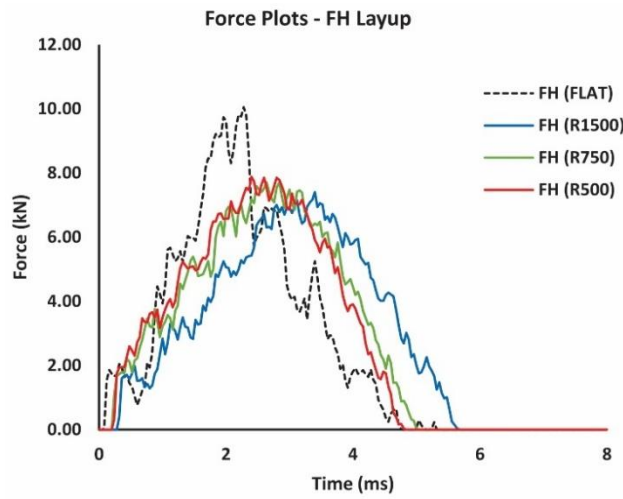 Force Plots - FH Layup
12.00
10.00
8.00
6.00
4.00
2.00
0.00
Force (kN)
0 2 4 6 8
Time (ms)
FH (FLAT)
FH (R1500)
FH (R750)
FH (R500)